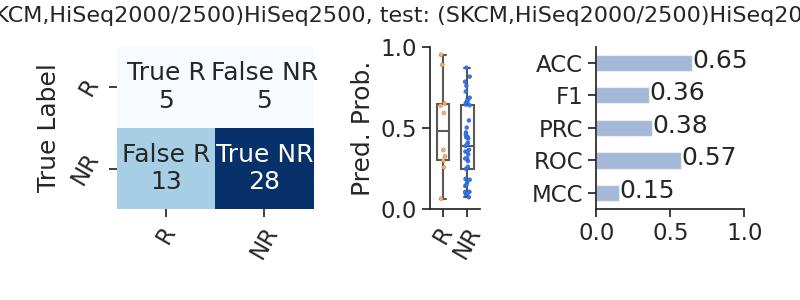 KCM,HiSeq2000/2500)HiSeq2500, test: (SKCM,HiSeq2000/2500)HiSeq20
True Label
R
NR
True R
5
False NR
5
False R
13
True NR
28
R
NR
Pred. Prob.
1.0
0.5
0.0
R
NR
ACC
F1
PRC
ROC
MCC
0.65
0.36
0.38
0.57
0.15
0.0
0.5
1.0